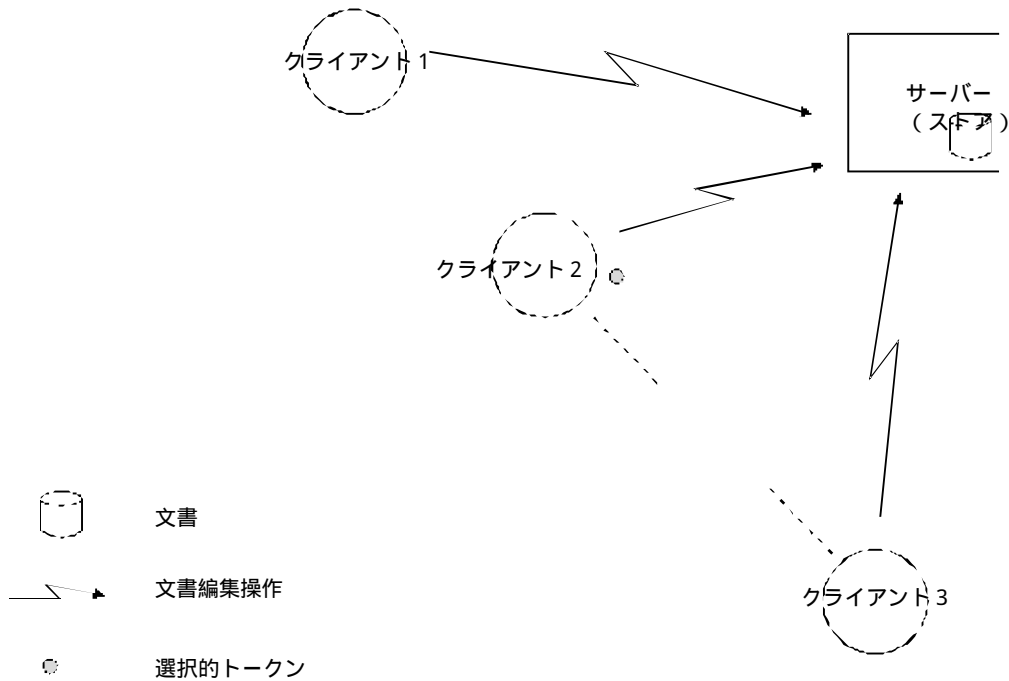 クライアント 1
サーバー
(ストア)
クライアント 2
文書
文書編集操作
クライアント 3
選択的トークン